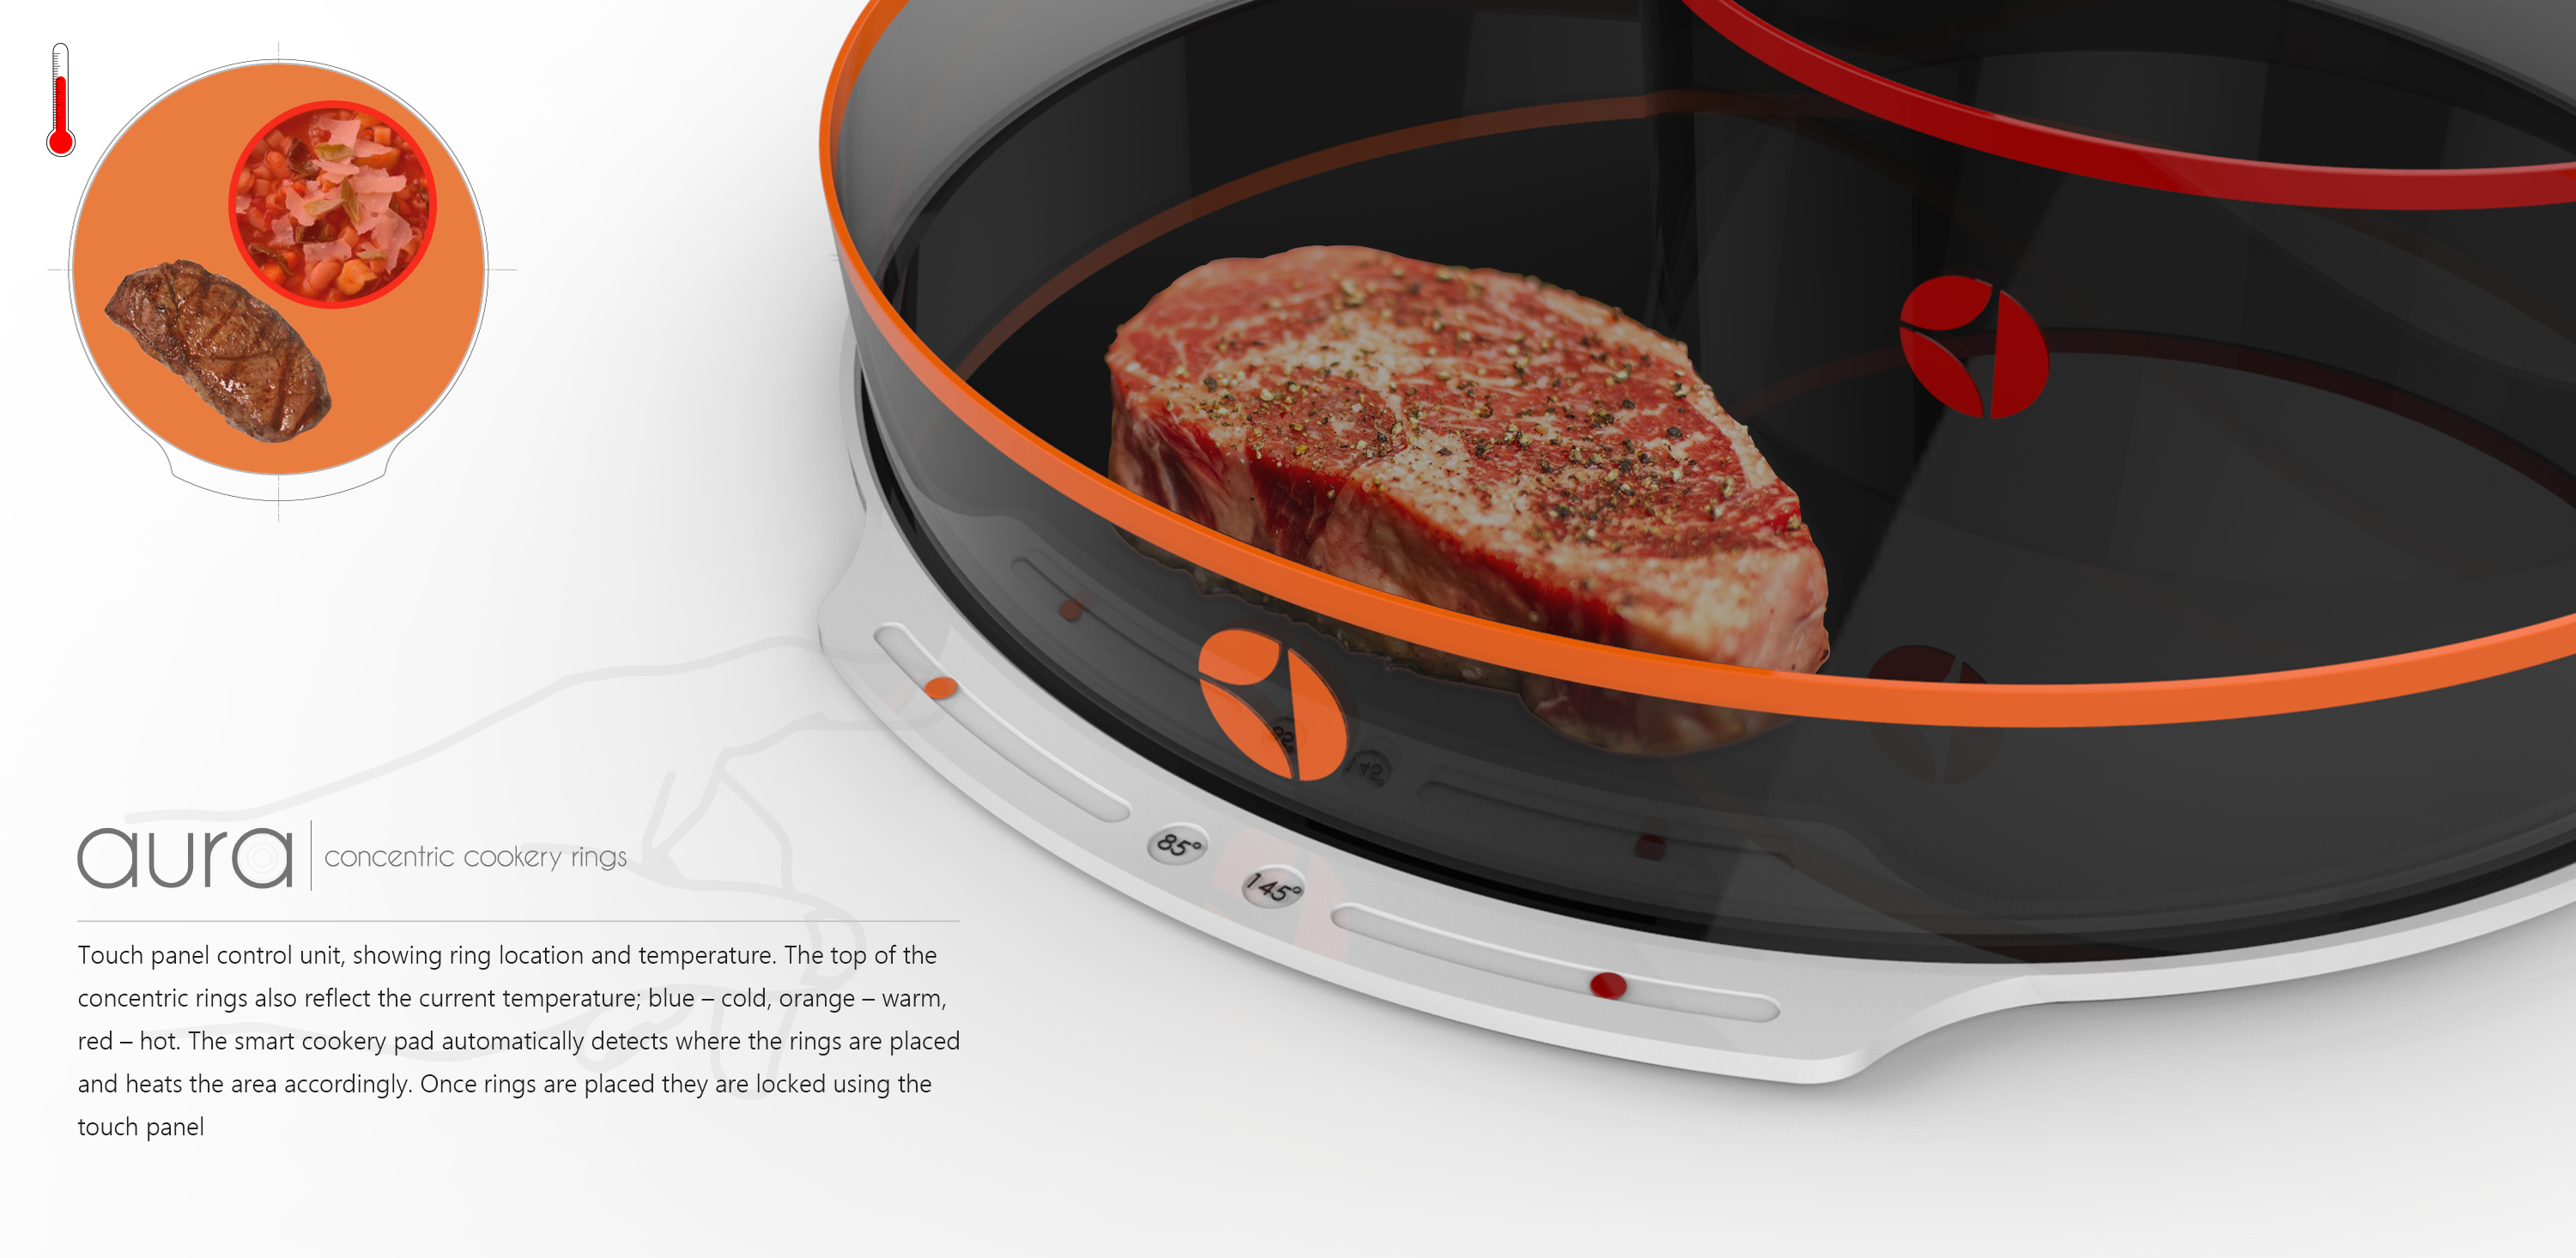 85°
145°
aura
concentric cookery rings
Touch panel control unit, showing ring location and temperature. The top of the
concentric rings also reflect the current temperature; blue – cold, orange – warm,
red – hot. The smart cookery pad automatically detects where the rings are placed
and heats the area accordingly. Once rings are placed they are locked using the
touch panel